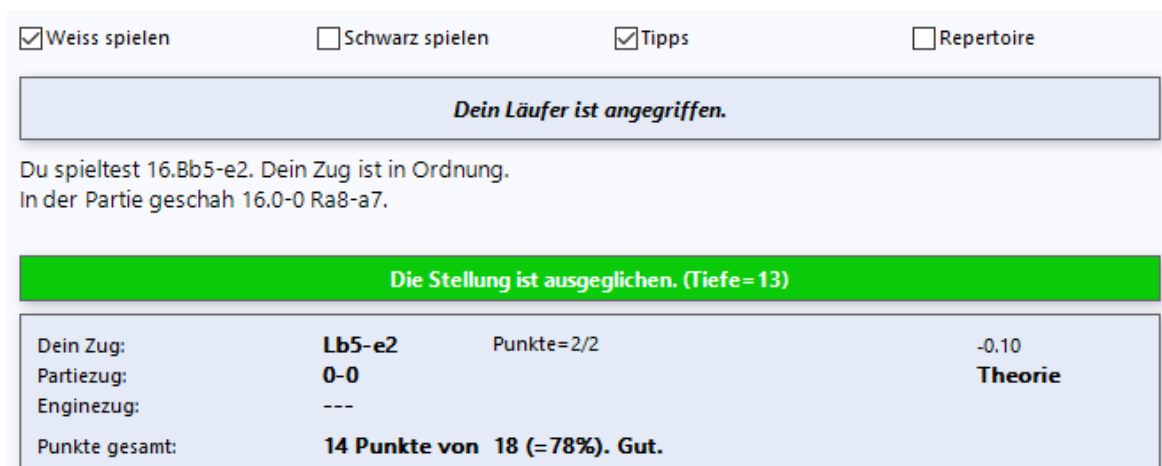 Weiss spielen Schwarz spielen Tipps Repertoire
Dein Läufer ist angegriffen.
Du spieltest 16.Bb5-e2. Dein Zug ist in Ordnung.
In der Partie geschah 16.0-0 Ra8-a7.
Die Stellung ist ausgeglichen. (Tiefe=13)
Dein Zug: Lb5-e2 Punkte=2/2 -0.10
Partiezug: 0-0 Theorie
Enginezug: ---
Punkte gesamt: 14 Punkte von 18 (=78%). Gut.